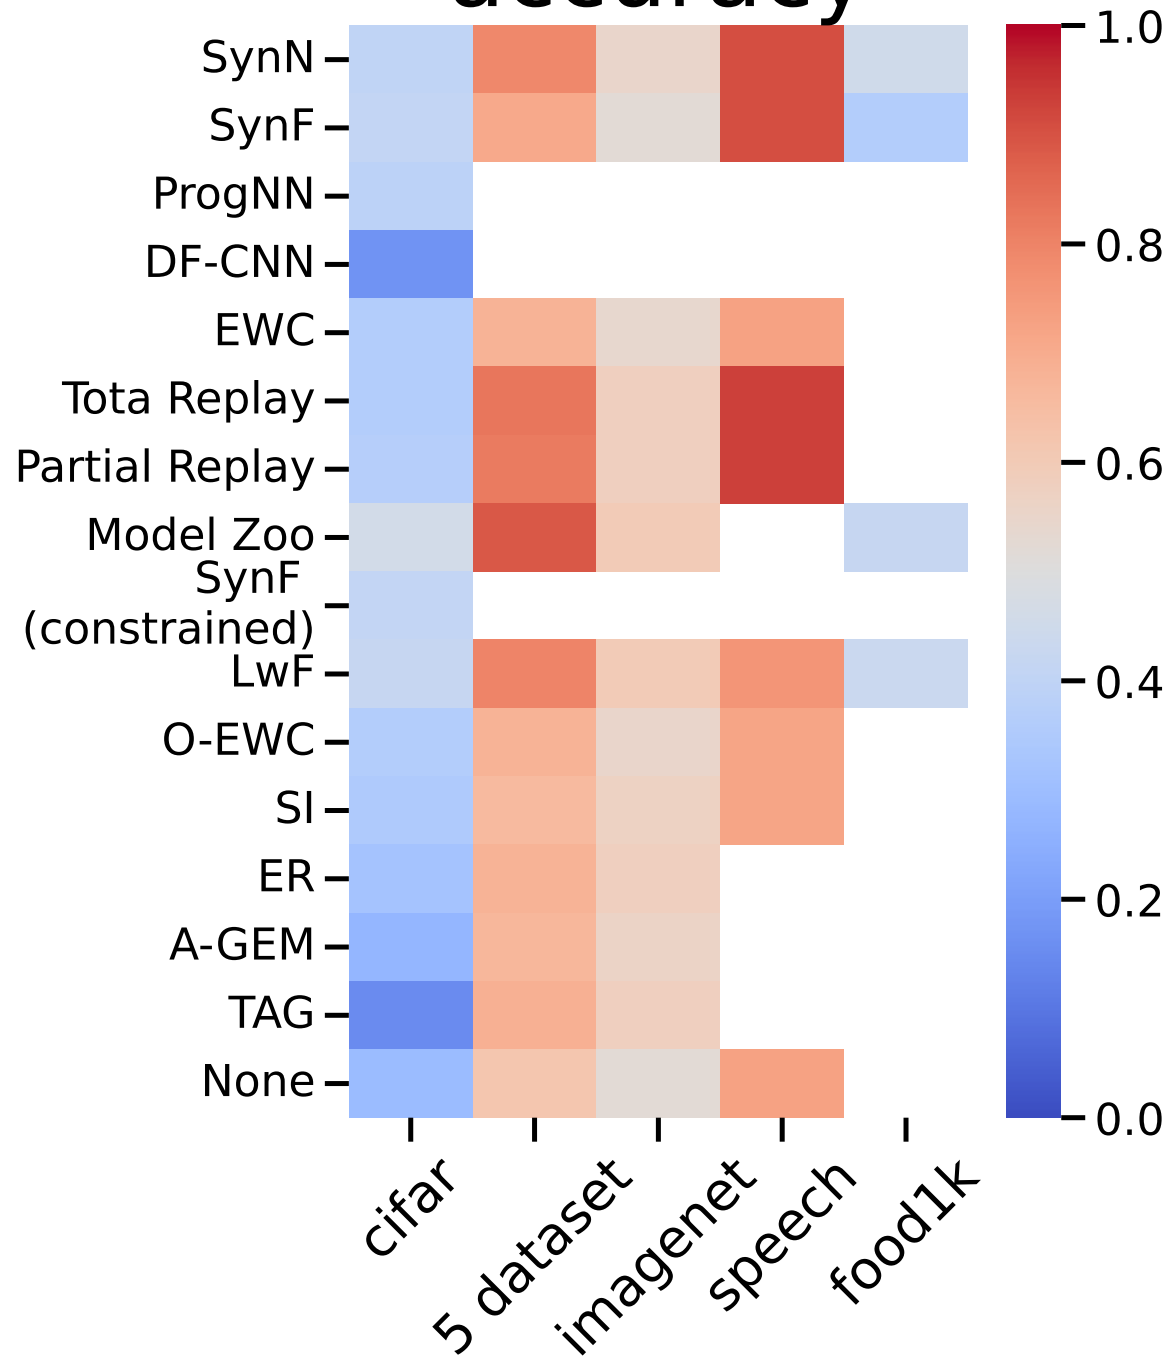 accuracy
SynN
SynF
ProgNN
DF-CNN
EWC
Tota Replay
Partial Replay
Model Zoo
SynF
(constrained)
LwF
O-EWC
SI
ER
A-GEM
TAG
None
cifar
5 dataset
imagenet
speech
food1k
1.0
0.8
0.6
0.4
0.2
0.0